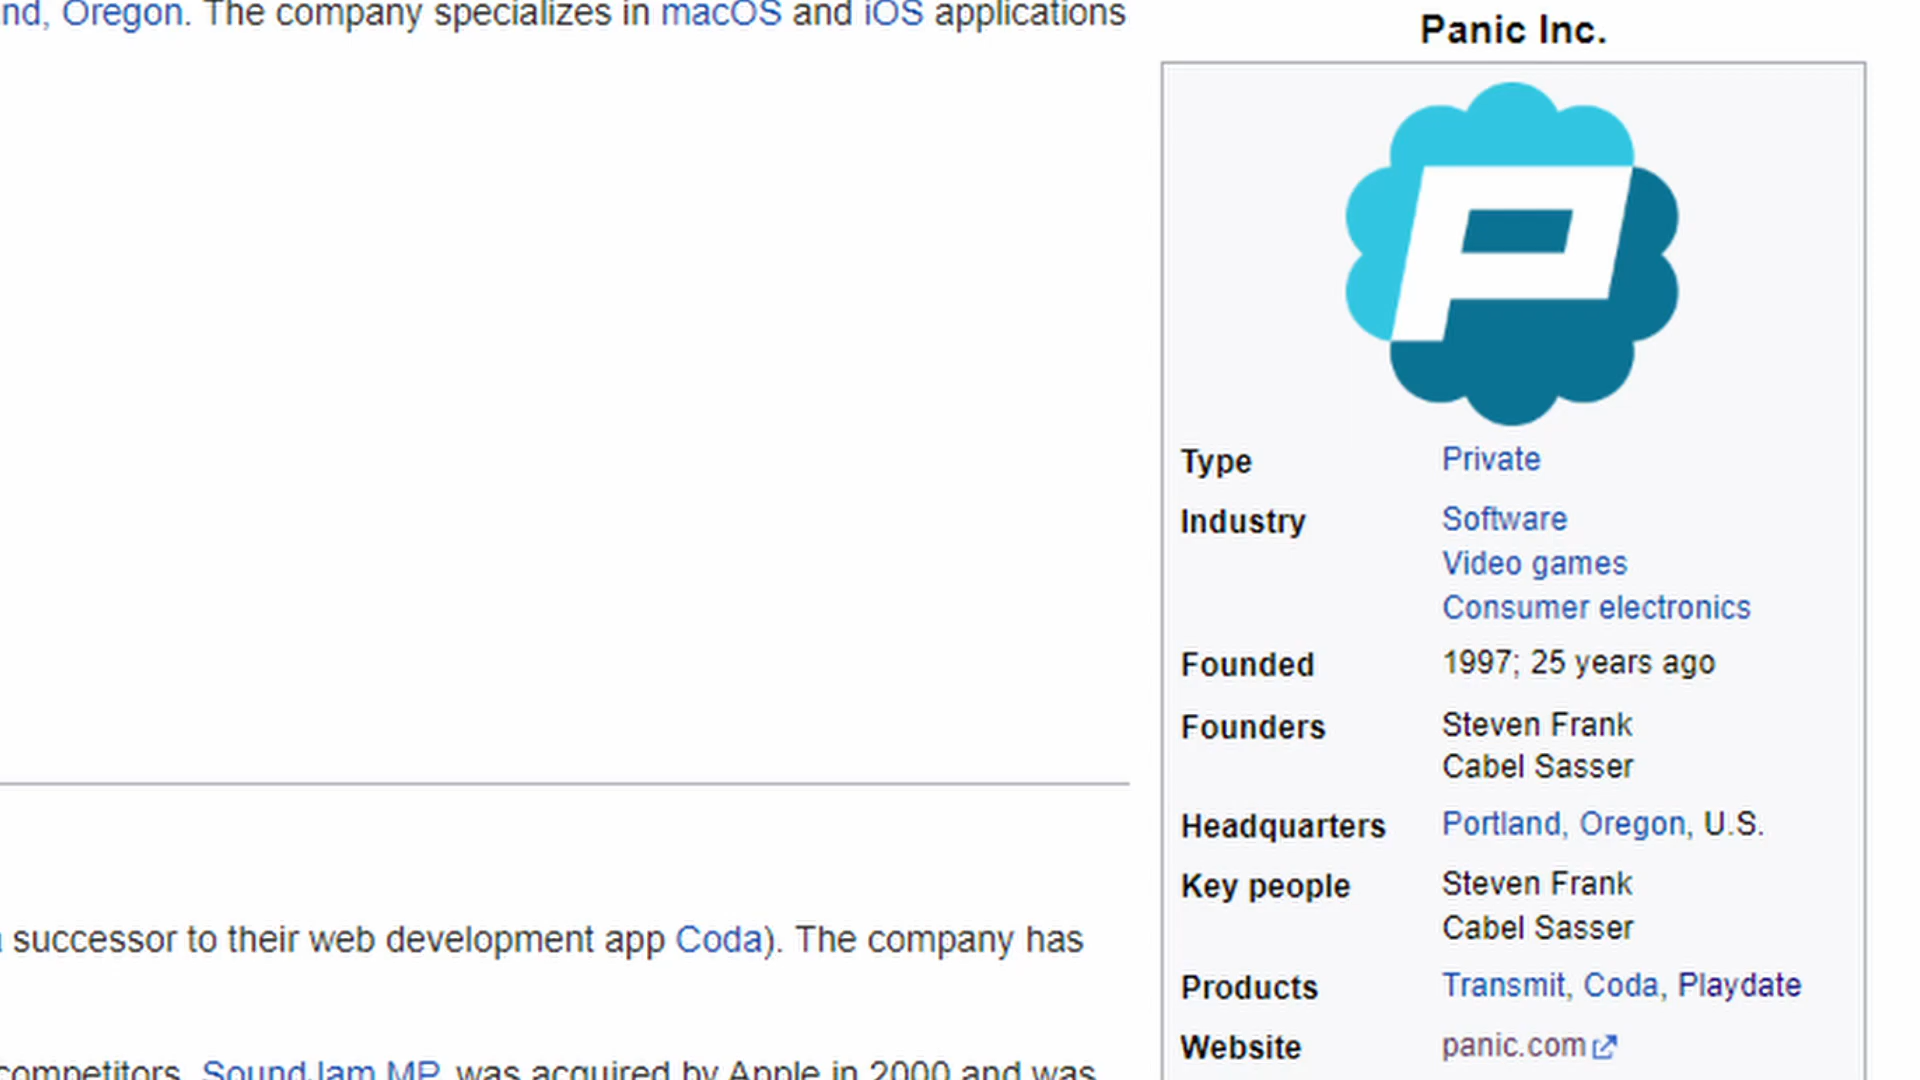 nd, Oregon. The company specializes in macOS and iOS applications
successor to their web development app Coda). The company has
competitors, SoundJam MP, was acquired by Apple in 2000 and was
Panic Inc.
P
Type Private
Industry Software
Video games
Consumer electronics
Founded 1997; 25 years ago
Founders Steven Frank
Cabel Sasser
Headquarters Portland, Oregon, U.S.
Key people Steven Frank
Cabel Sasser
Products Transmit, Coda, Playdate
Website panic.com